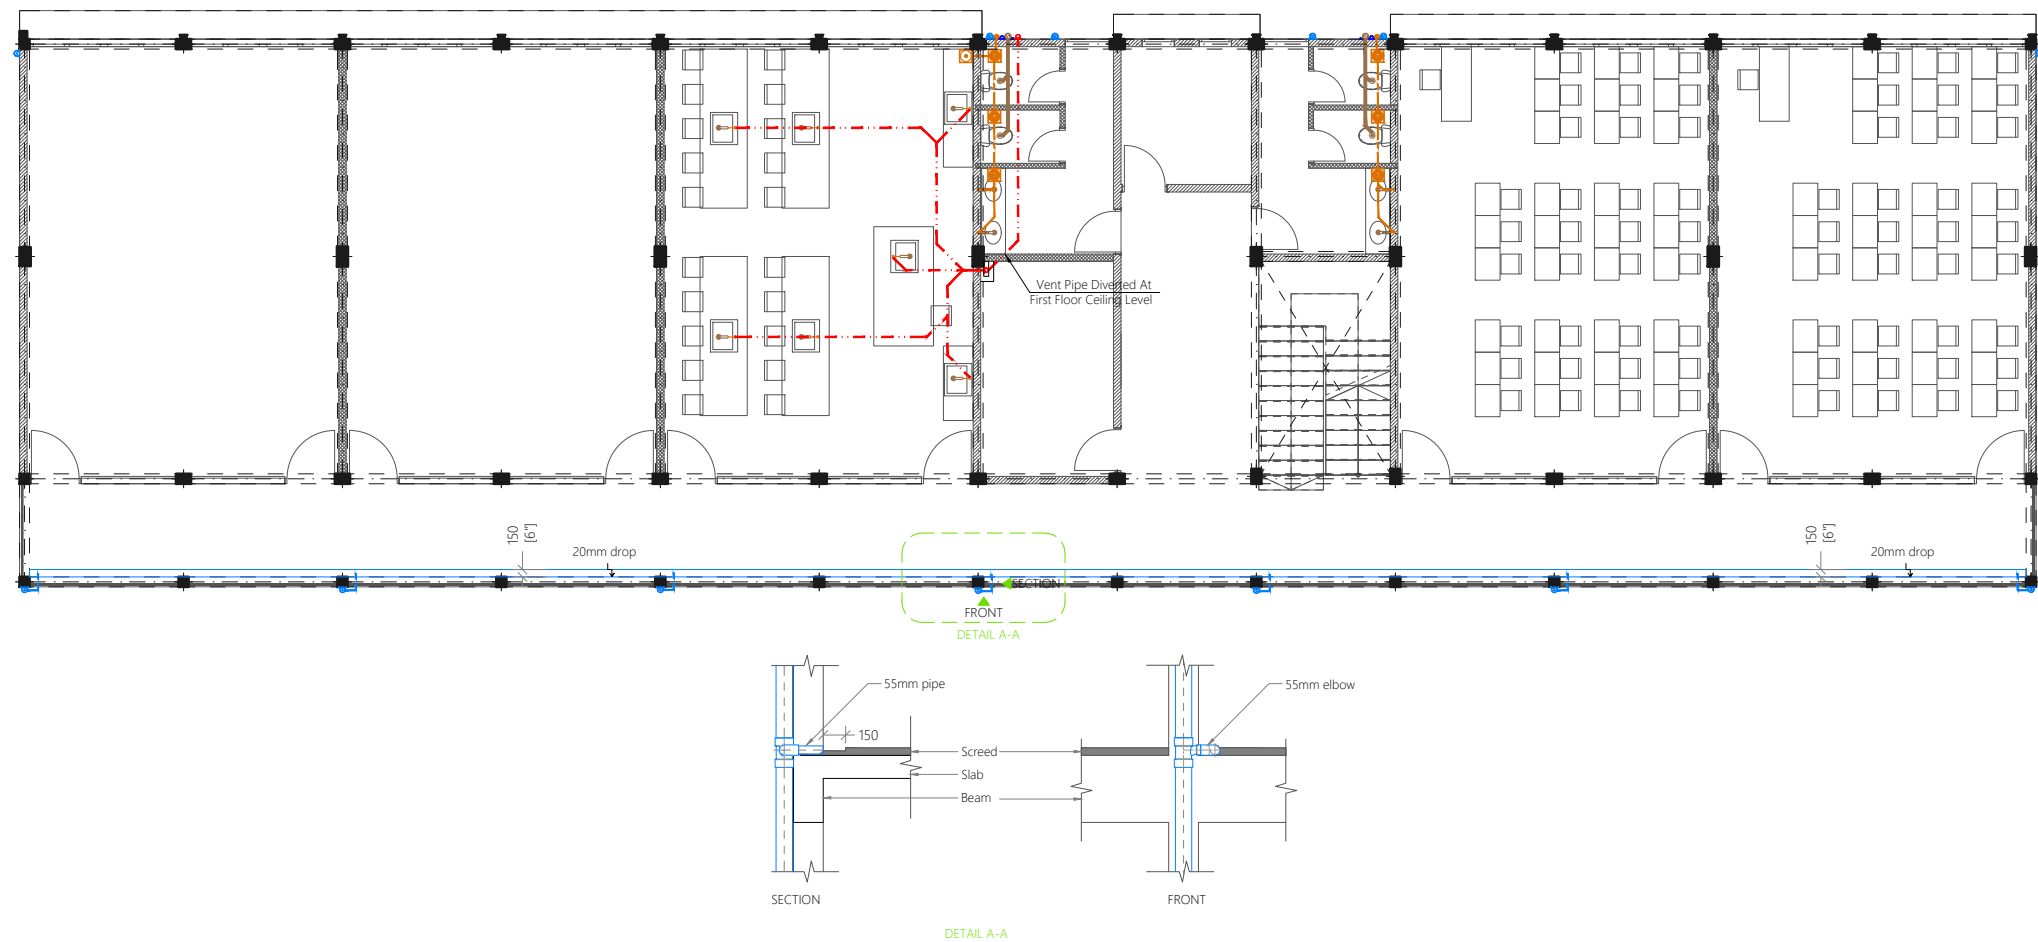 Vent Pipe Diverted At
First Floor Ceiling Level
150
[6"]
20mm drop
150
[6"]
20mm drop
SECTION
FRONT
DETAIL A-A
55mm pipe
150
55mm elbow
Screed
Slab
Beam
SECTION
FRONT
DETAIL A-A